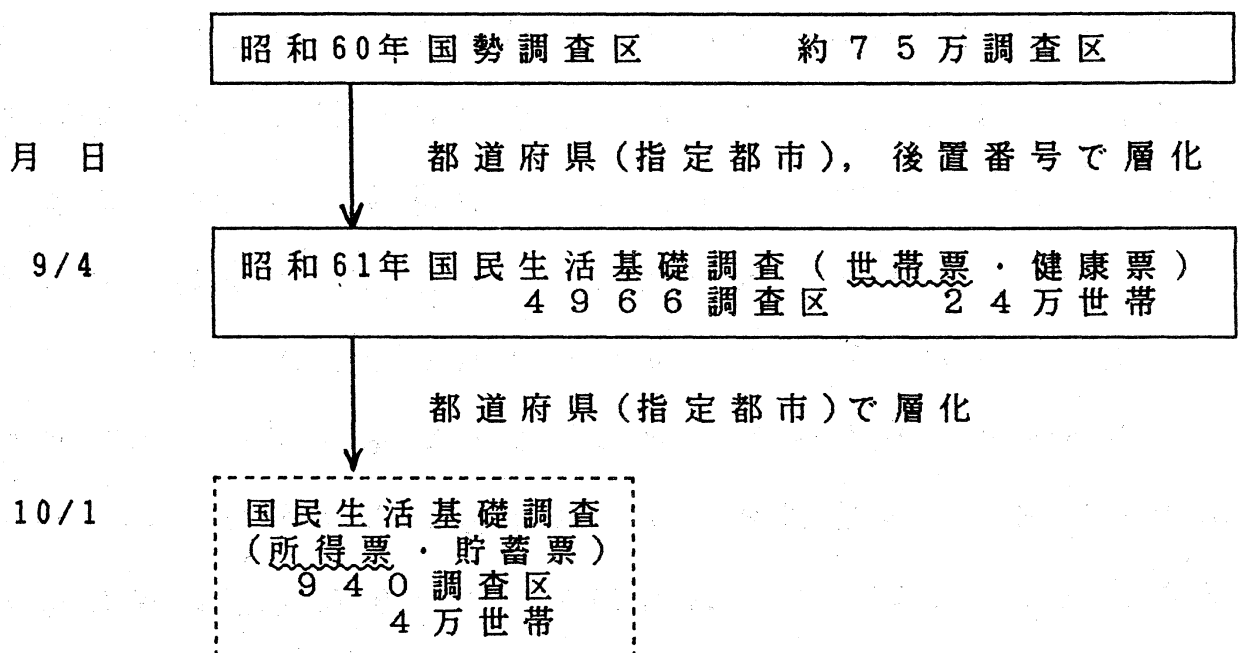 昭和60年国勢調査区 約75万調査区
月 日
都道府県(指定都市),後置番号で層化
9/4
昭和61年国民生活基礎調査(世帯票・健康票)
4966調査区 24万世帯
都道府県(指定都市)で層化
10/1
国民生活基礎調査
(所得票・貯蓄票)
940調査区
4万世帯